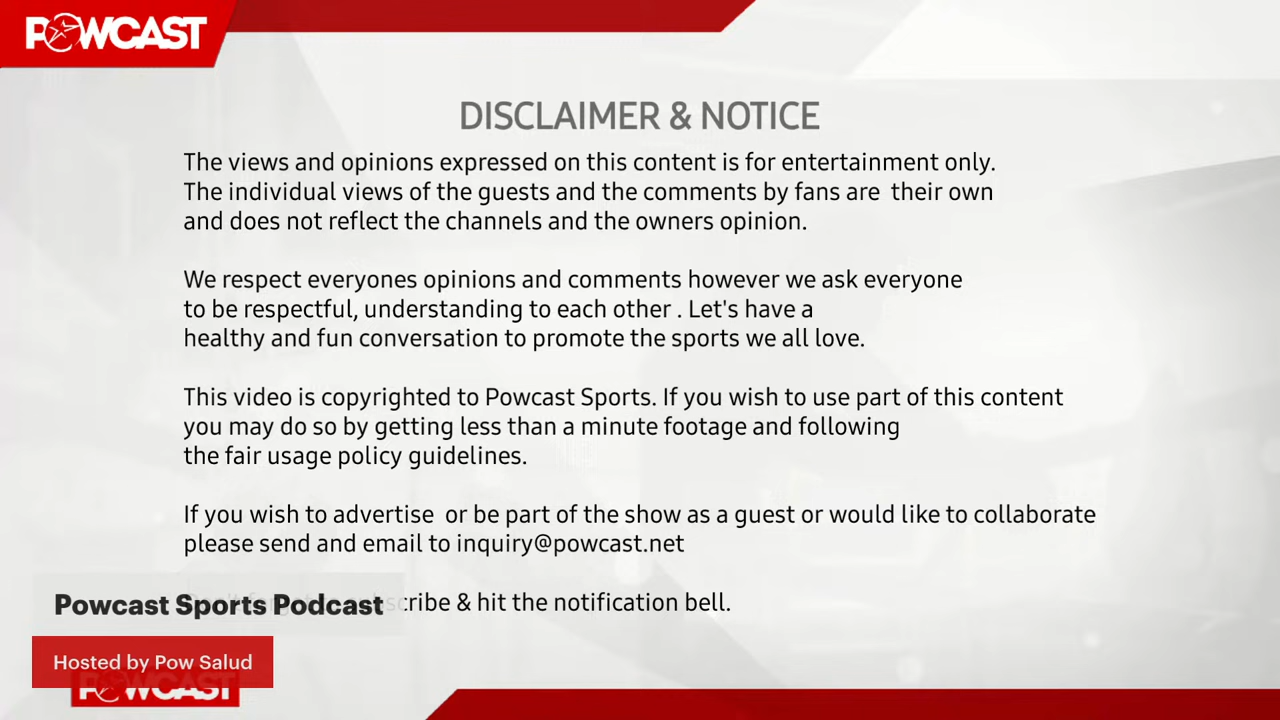 POWCAST
DISCLAIMER & NOTICE
The views and opinions expressed on this content is for entertainment only.
The individual views of the guests and the comments by fans are their own
and does not reflect the channels and the owners opinion.
We respect everyones opinions and comments however we ask everyone
to be respectful, understanding to each other . Let's have a
healthy and fun conversation to promote the sports we all love.
This video is copyrighted to Powcast Sports. If you wish to use part of this content
you may do so by getting less than a minute footage and following
the fair usage policy guidelines.
If you wish to advertise or be part of the show as a guest or would like to collaborate
please send and email to inquiry@powcast.net
& hit the notification bell.
Powcast Sports Podcast
Hosted by Pow Salud
POWCAST